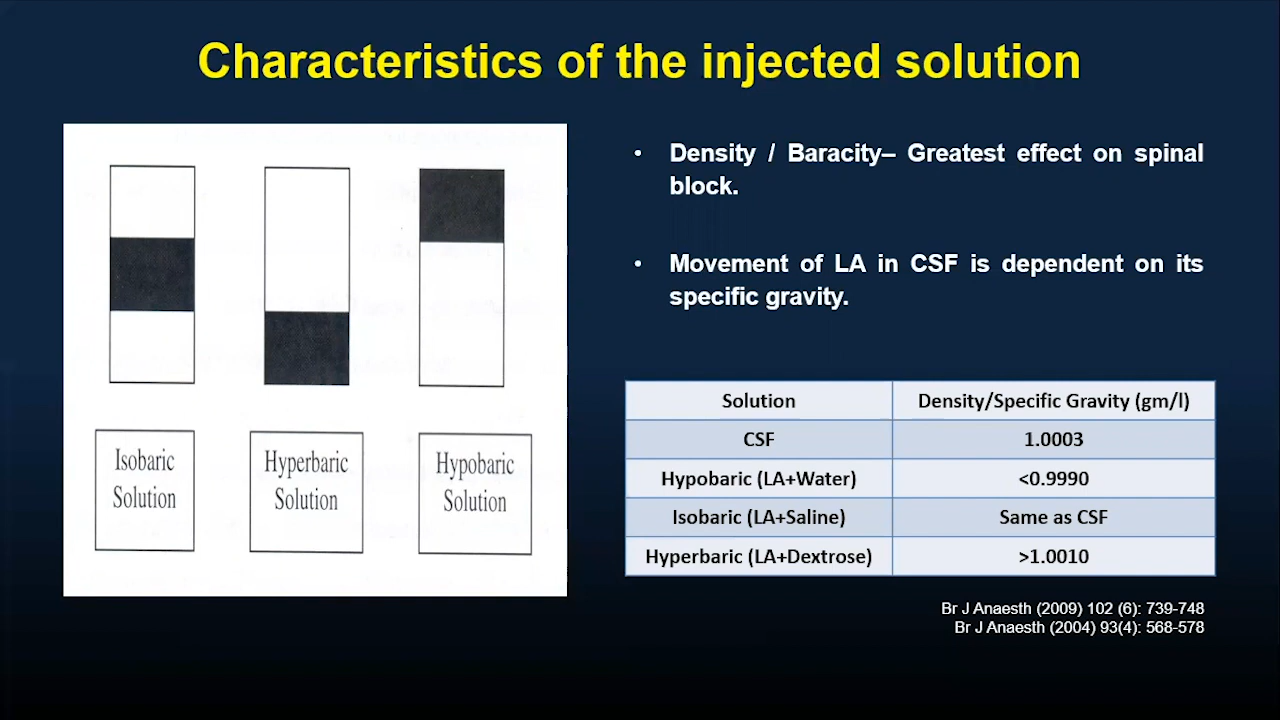 Characteristics of the injected solution
Isobaric
Solution
Hyperbaric
Solution
Hypobaric
Solution
• Density / Baracity– Greatest effect on spinal
block.
• Movement of LA in CSF is dependent on its
specific gravity.
Solution Density/Specific Gravity (gm/l)
CSF 1.0003
Hypobaric (LA+Water) <0.9990
Isobaric (LA+Saline) Same as CSF
Hyperbaric (LA+Dextrose) >1.0010
Br J Anaesth (2009) 102 (6): 739-748
Br J Anaesth (2004) 93(4): 568-578